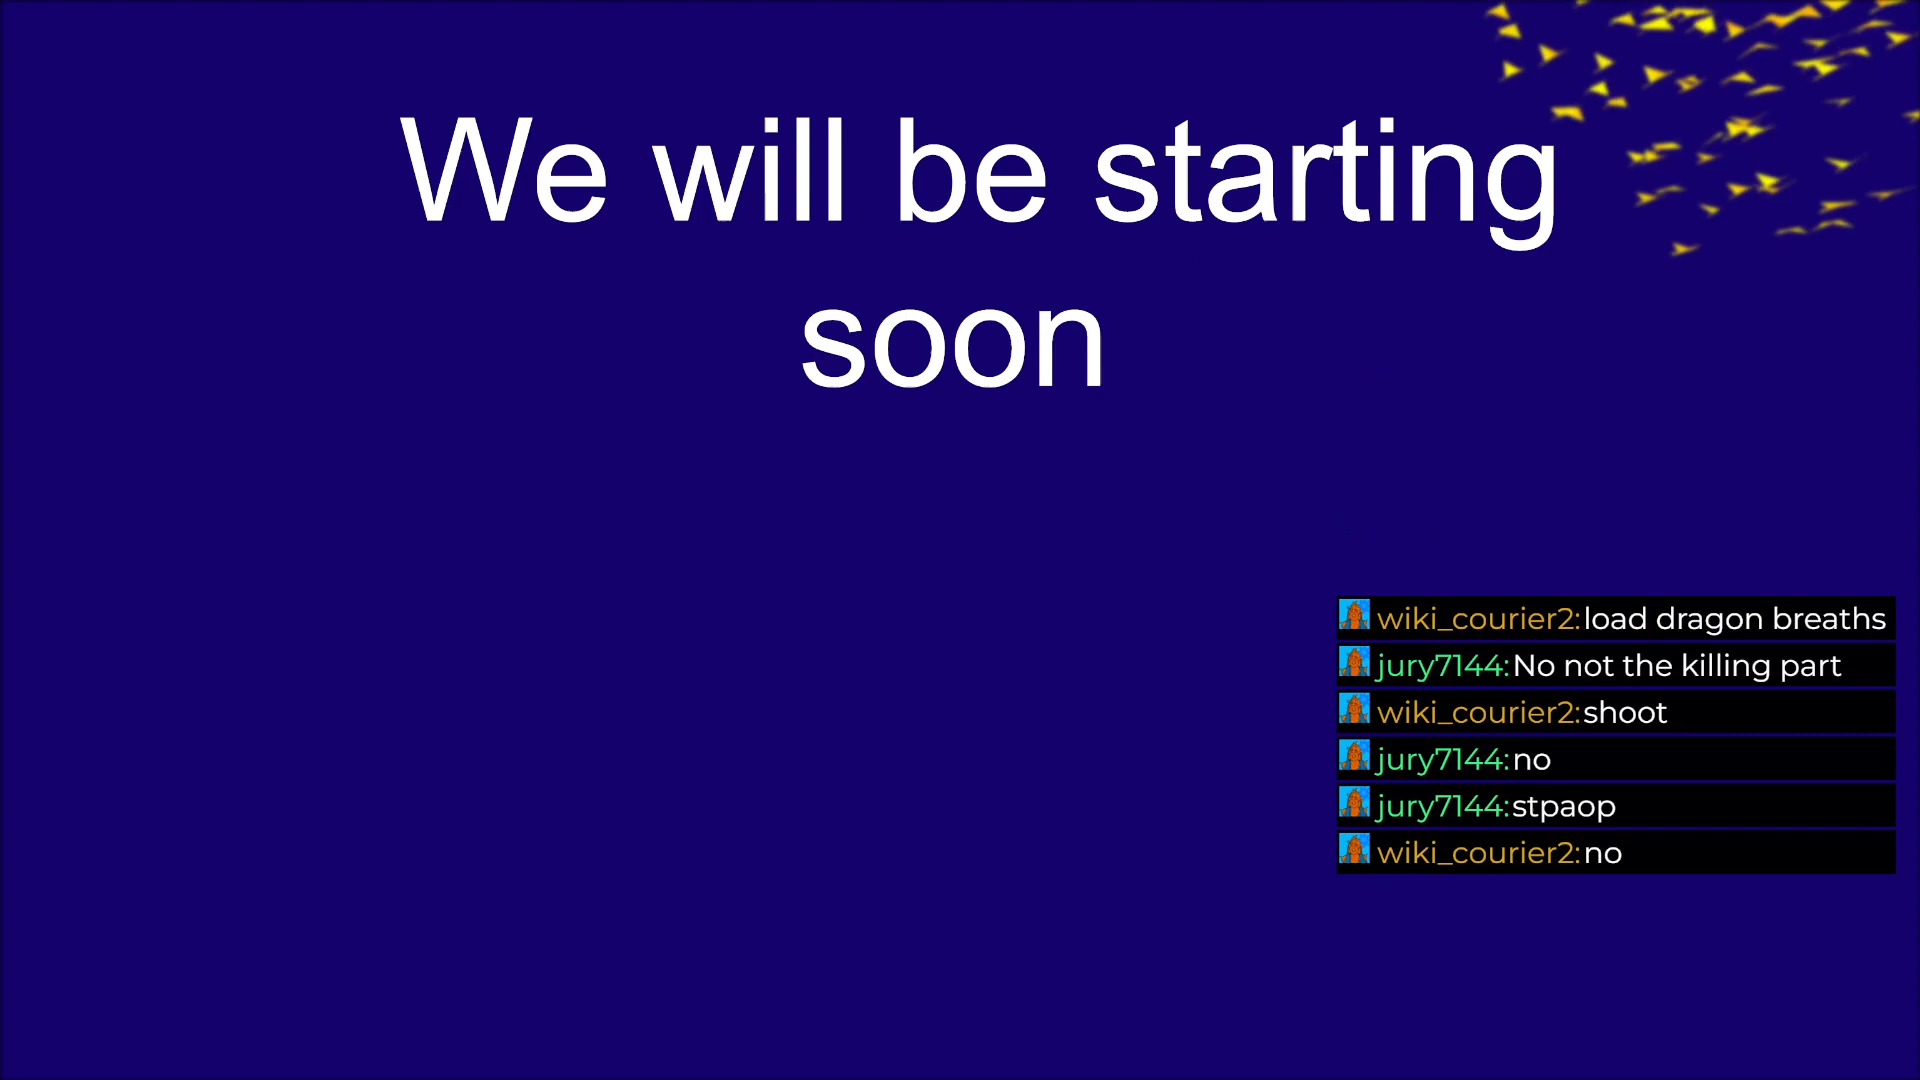 We will be starting
soon
wiki_courier2:load dragon breaths
jury7144:No not the killing part
wiki_courier2:shoot
jury7144:no
jury7144:stpaop
wiki_courier2:no